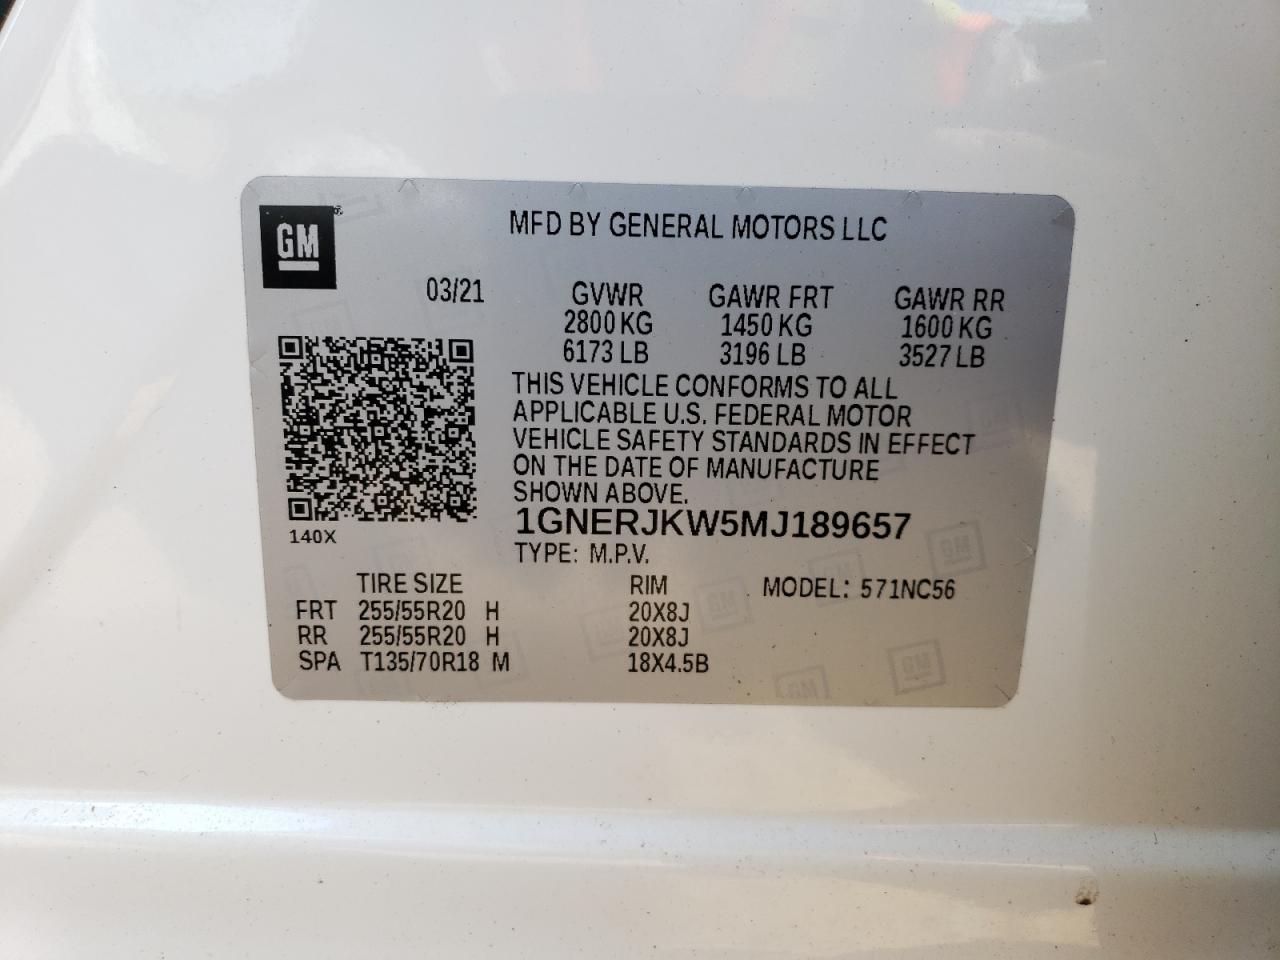 GM
MFD BY GENERAL MOTORS LLC
03/21 GVWR GAWR FRT GAWR RR
2800 KG 1450 KG 1600 KG
6173 LB 3196 LB 3527 LB
THIS VEHICLE CONFORMS TO ALL
APPLICABLE U.S. FEDERAL MOTOR
VEHICLE SAFETY STANDARDS IN EFFECT
ON THE DATE OF MANUFACTURE
SHOWN ABOVE.
1GNERJKW5MJ189657
140X
TYPE: M.P.V.
TIRE SIZE RIM MODEL: 571NC56
FRT 255/55R20 H 20X8J
RR 255/55R20 H 20X8J
SPA T135/70R18 M 18X4.5B